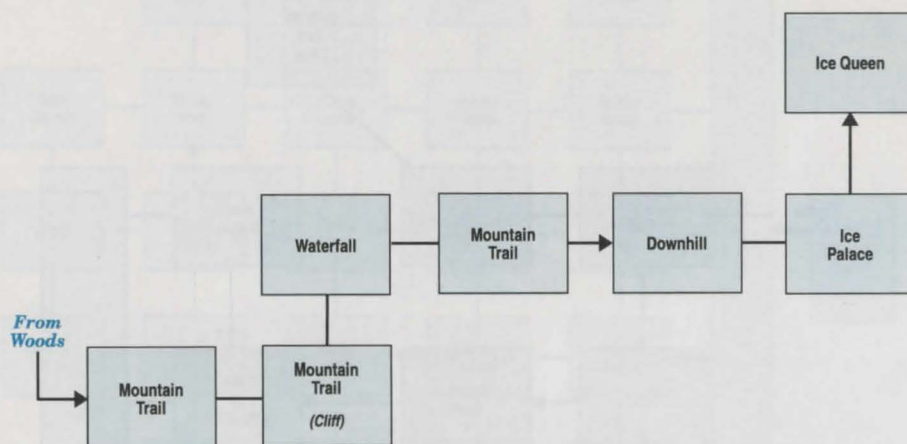 Ice Queen
Waterfall
Mountain
Trail
Downhill
Ice
Palace
From
Woods
Mountain
Trail
Mountain
Trail
(Cliff)